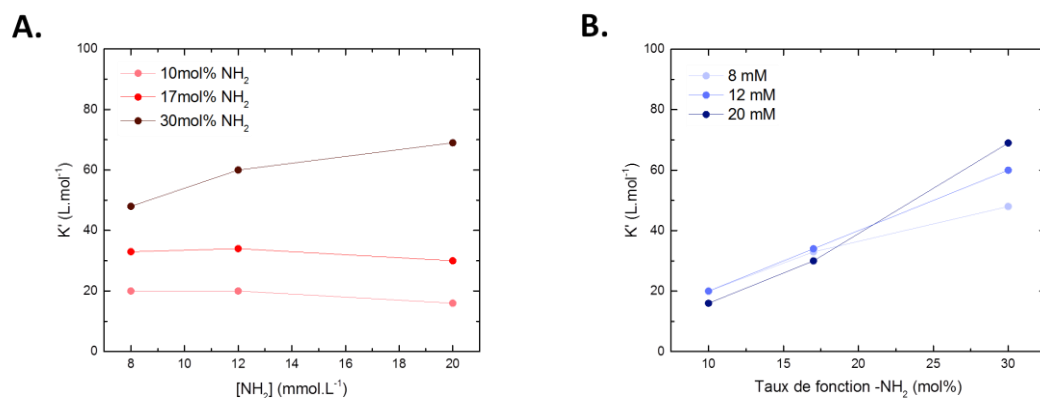 A.
100
80
60
40
20
0
K' (L.mol⁻¹)
10mol% NH₂
17mol% NH₂
30mol% NH₂
8 10 12 14 16 18 20
[NH₂] (mmol.L⁻¹)
B.
100
80
60
40
20
0
K' (L.mol⁻¹)
8 mM
12 mM
20 mM
10 15 20 25 30
Taux de fonction -NH₂ (mol%)